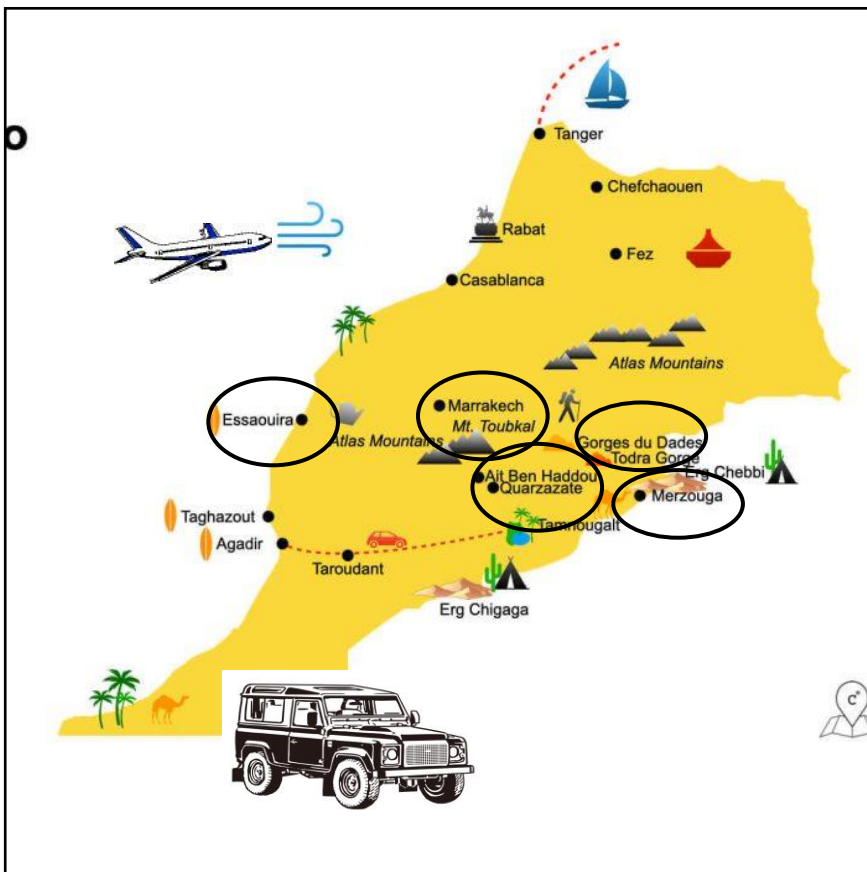 o
Tanger
Chefchaouen
Rabat
Fez
Casablanca
Atlas Mountains
Marrakech
Essaouira
Mt. Toubkal
Atlas Mountains
Gorges du Dades
Todra Gorge
Erg Chebbi
Ait Ben Haddou
Quarzazate
Merzouga
Taghazout
Tamnougalt
Agadir
Taroudant
Erg Chigaga
C°